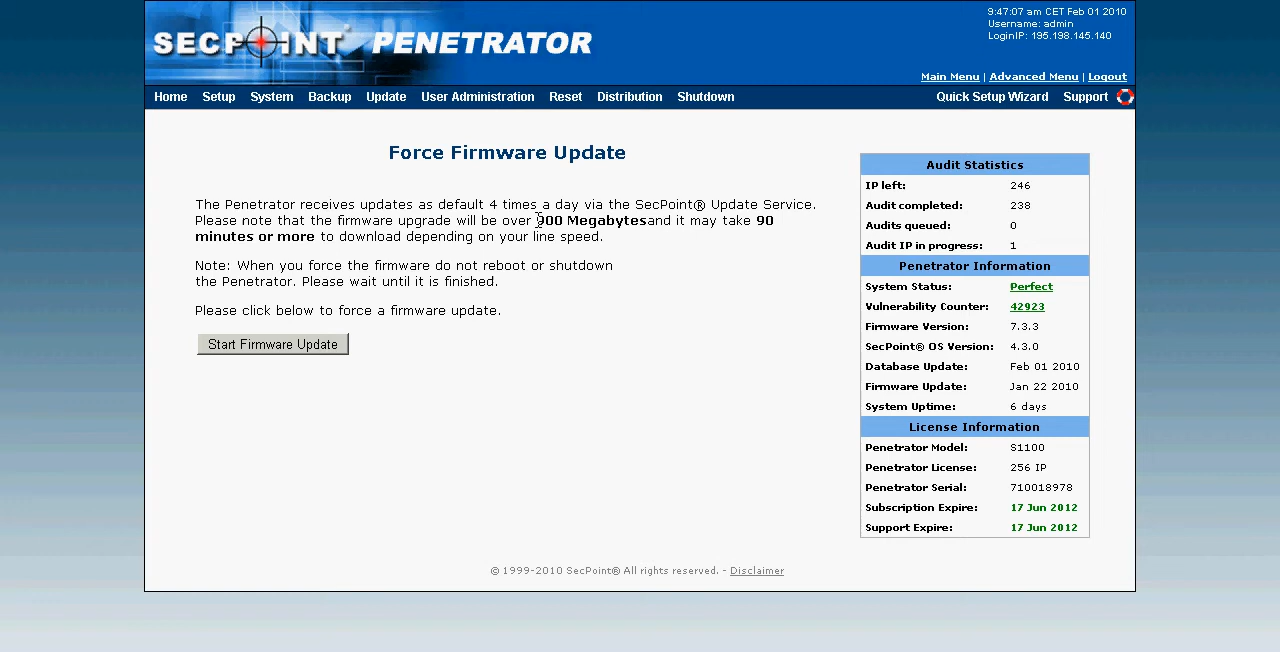 SECPOINT PENETRATOR
9:47:07 am CET Feb 01 2010
Username: admin
LoginIP: 195.198.145.140
Main Menu | Advanced Menu | Logout
Home Setup System Backup Update User Administration Reset Distribution Shutdown Quick Setup Wizard Support
Force Firmware Update
The Penetrator receives updates as default 4 times a day via the SecPoint® Update Service.
Please note that the firmware upgrade will be over 900 Megabytesand it may take 90
minutes or more to download depending on your line speed.
Note: When you force the firmware do not reboot or shutdown
the Penetrator. Please wait until it is finished.
Please click below to force a firmware update.
Start Firmware Update
Audit Statistics
IP left: 246
Audit completed: 238
Audits queued: 0
Audit IP in progress: 1
Penetrator Information
System Status: Perfect
Vulnerability Counter: 42923
Firmware Version: 7.3.3
SecPoint® OS Version: 4.3.0
Database Update: Feb 01 2010
Firmware Update: Jan 22 2010
System Uptime: 6 days
License Information
Penetrator Model: S1100
Penetrator License: 256 IP
Penetrator Serial: 710018978
Subscription Expire: 17 Jun 2012
Support Expire: 17 Jun 2012
© 1999-2010 SecPoint® All rights reserved. - Disclaimer